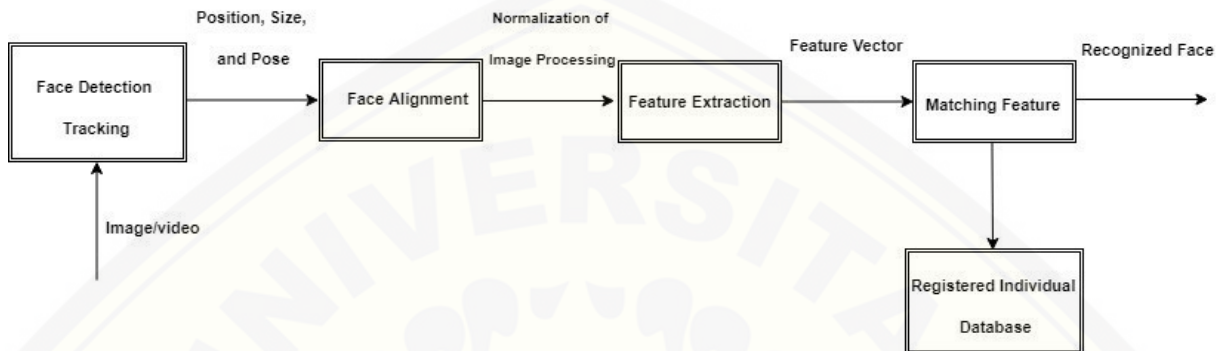 Position, Size,
and Pose
Normalization of
Image Processing
Feature Vector
Recognized Face
Face Detection
Tracking
Face Alignment
Feature Extraction
Matching Feature
Image/video
Registered Individual
Database
UNIVERSITA